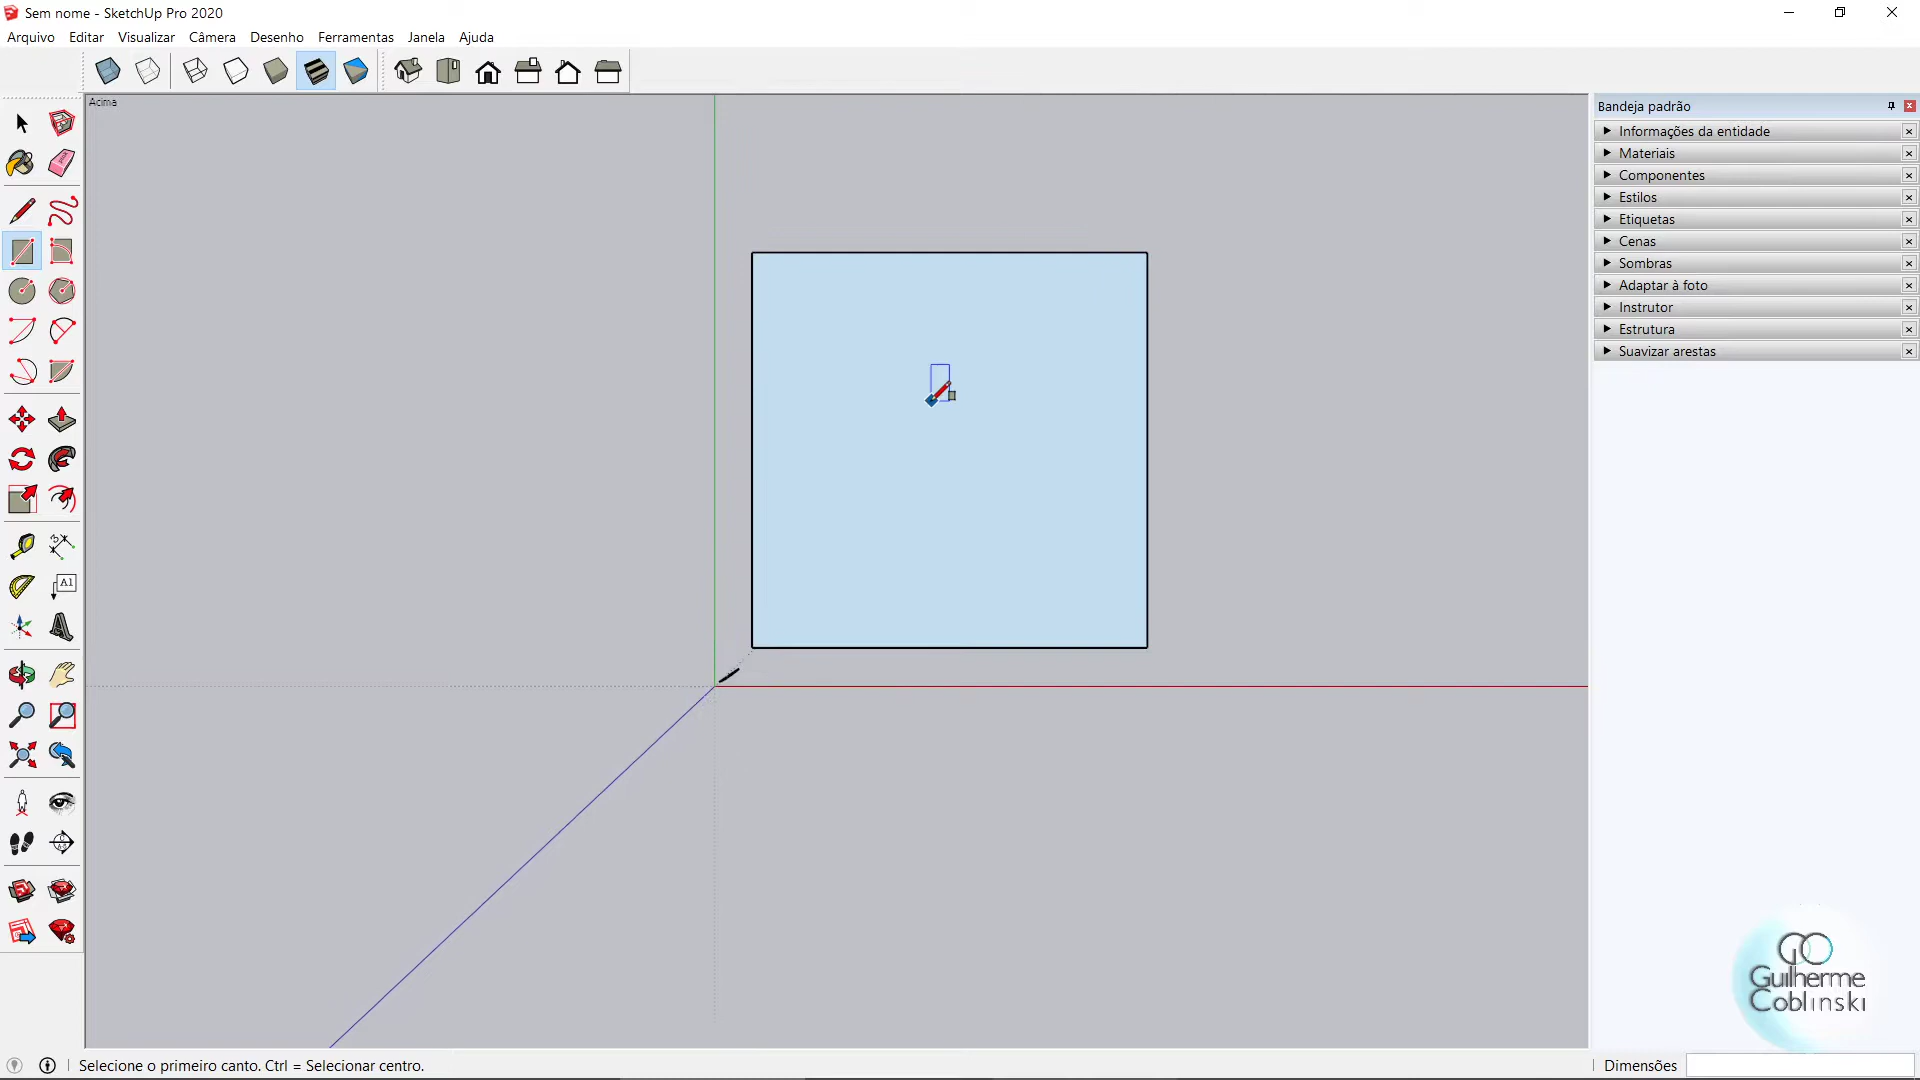 Sem nome - SketchUp Pro 2020
Arquivo Editar Visualizar Câmera Desenho Ferramentas Janela Ajuda
Acima
Bandeja padrão
Informações da entidade
Materiais
Componentes
Estilos
Etiquetas
Cenas
Sombras
Adaptar à foto
Instrutor
Estrutura
Suavizar arestas
A1
GO
Guilherme
Coblinski
Selecione o primeiro canto. Ctrl = Selecionar centro.
Dimensões